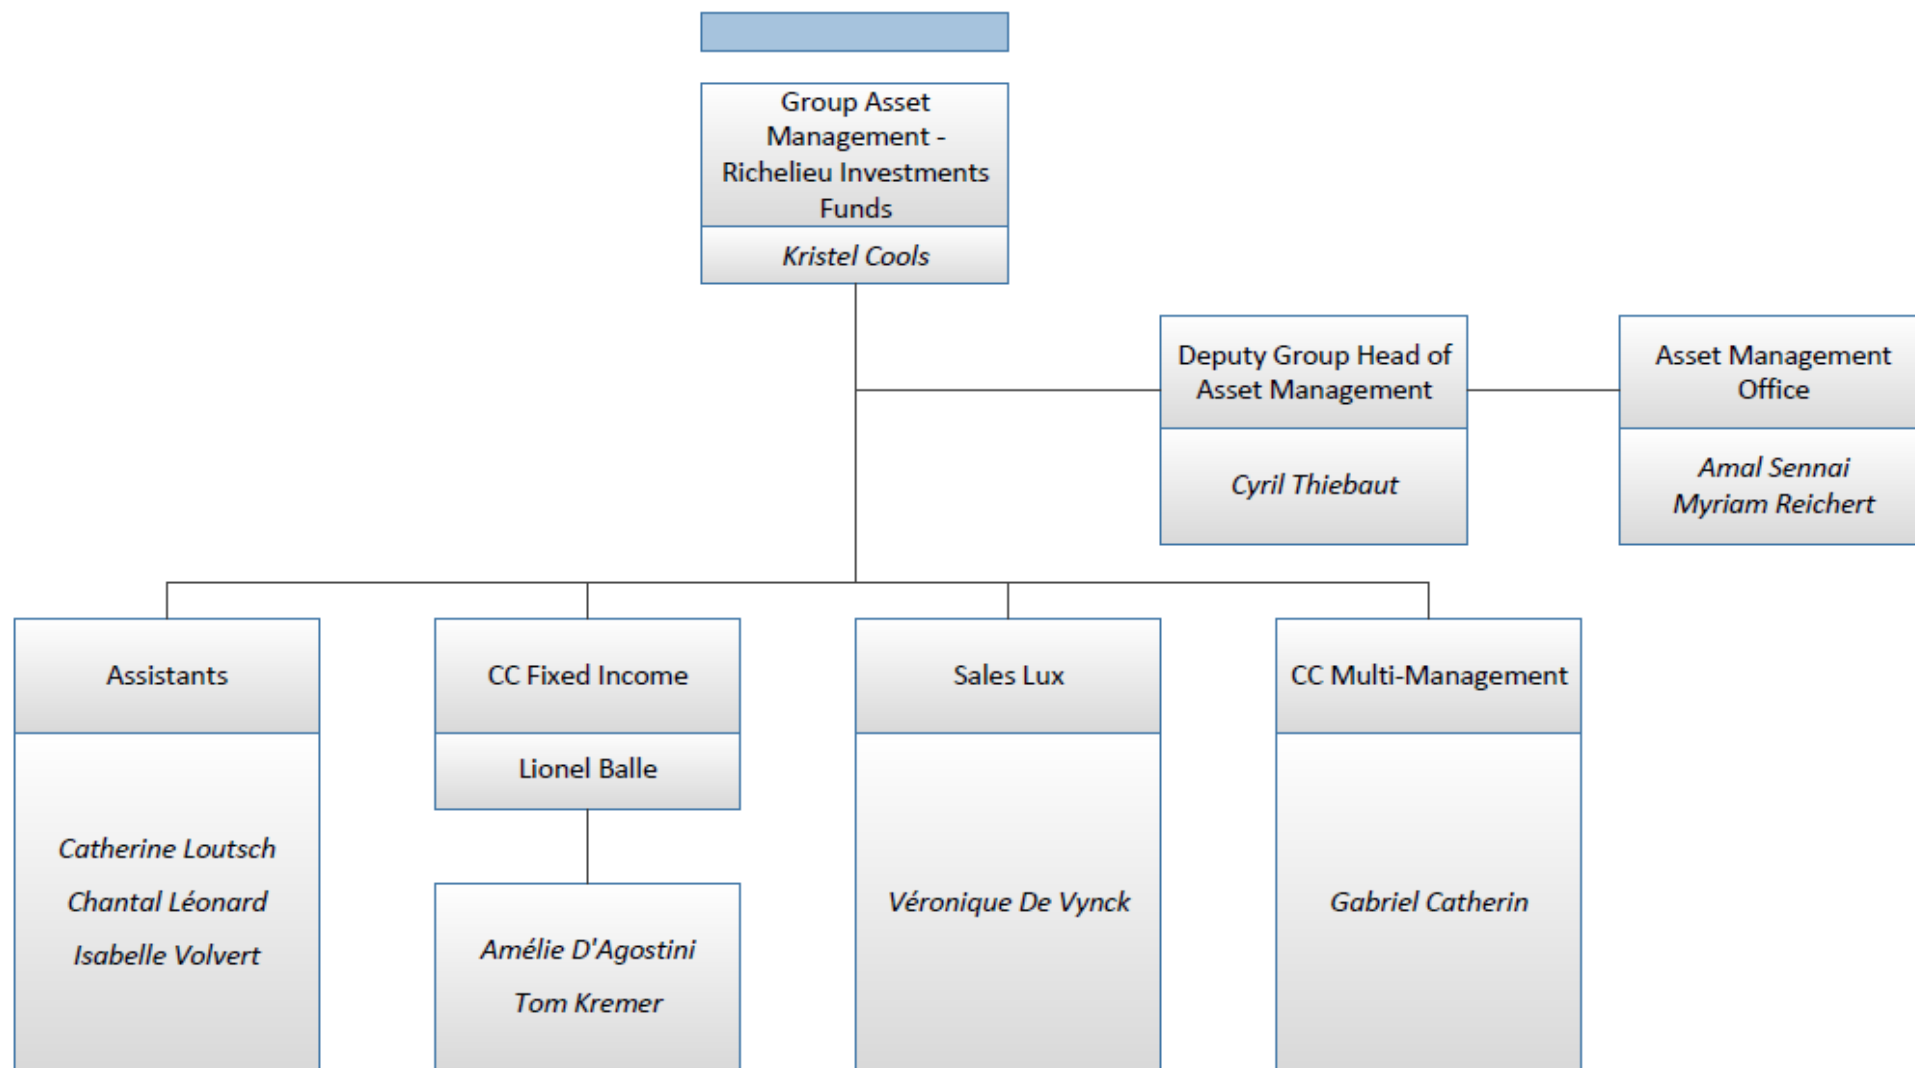 Group Asset
Management -
Richelieu Investments
Funds
Kristel Cools
Deputy Group Head of
Asset Management
Cyril Thiebaut
Asset Management
Office
Amal Sennai
Myriam Reichert
Assistants
Catherine Loutsch
Chantal Léonard
Isabelle Volvert
CC Fixed Income
Lionel Balle
Amélie D'Agostini
Tom Kremer
Sales Lux
Véronique De Vynck
CC Multi-Management
Gabriel Catherin